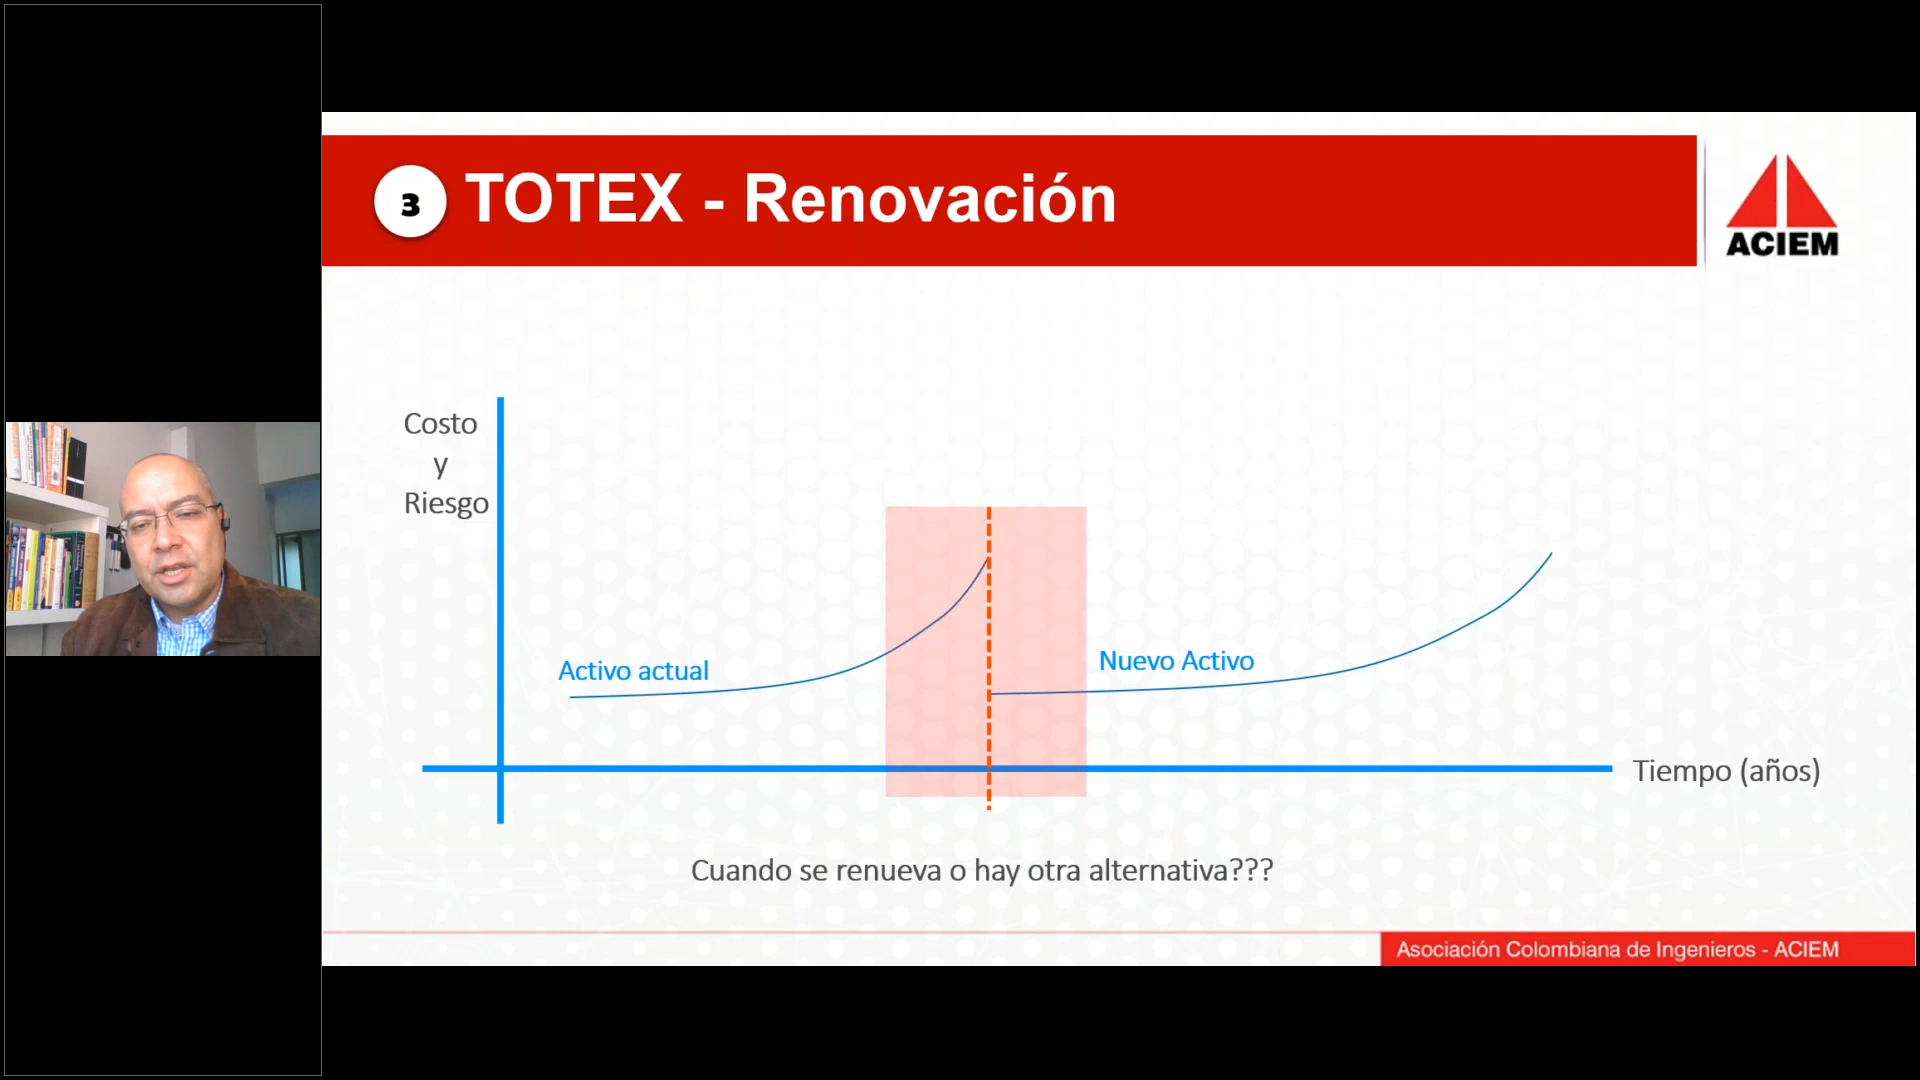 3 TOTEX - Renovación
ACIEM
Costo
y
Riesgo
Activo actual
Nuevo Activo
Tiempo (años)
Cuando se renueva o hay otra alternativa???
Asociación Colombiana de Ingenieros - ACIEM